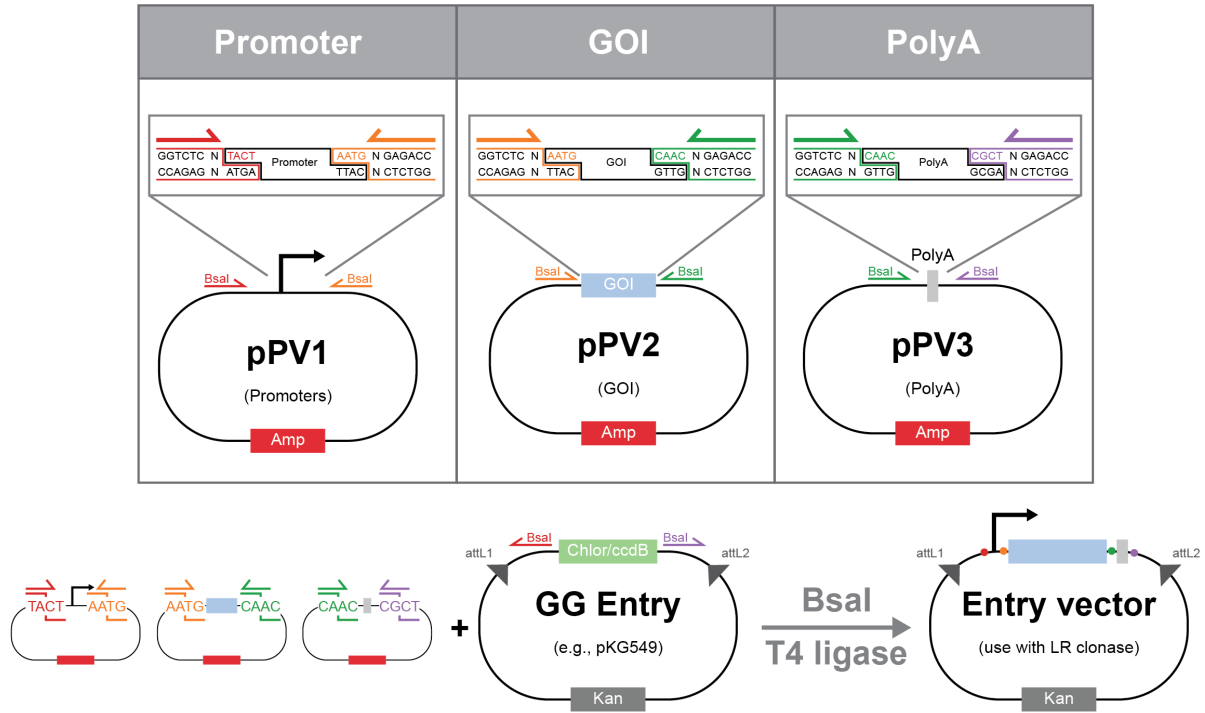 Promoter GOI PolyA
GGTCTC N TACT Promoter AATG N GAGACC
CCAGAG N ATGA TTAC N CTCTGG
GGTCTC N AATG GOI CAAC N GAGACC
CCAGAG N TTAC GTTG N CTCTGG
GGTCTC N CAAC PolyA CGCT N GAGACC
CCAGAG N GTTG GCGA N CTCTGG
BsaI BsaI
pPV1
(Promoters)
Amp
BsaI GOI BsaI
pPV2
(GOI)
Amp
PolyA
BsaI BsaI
pPV3
(PolyA)
Amp
TACT AATG
AATG CAAC
CAAC CGCT
+
attL1 BsaI Chlor/ccdB BsaI attL2
GG Entry
(e.g., pKG549)
Kan
BsaI
T4 ligase
attL1 attL2
Entry vector
(use with LR clonase)
Kan